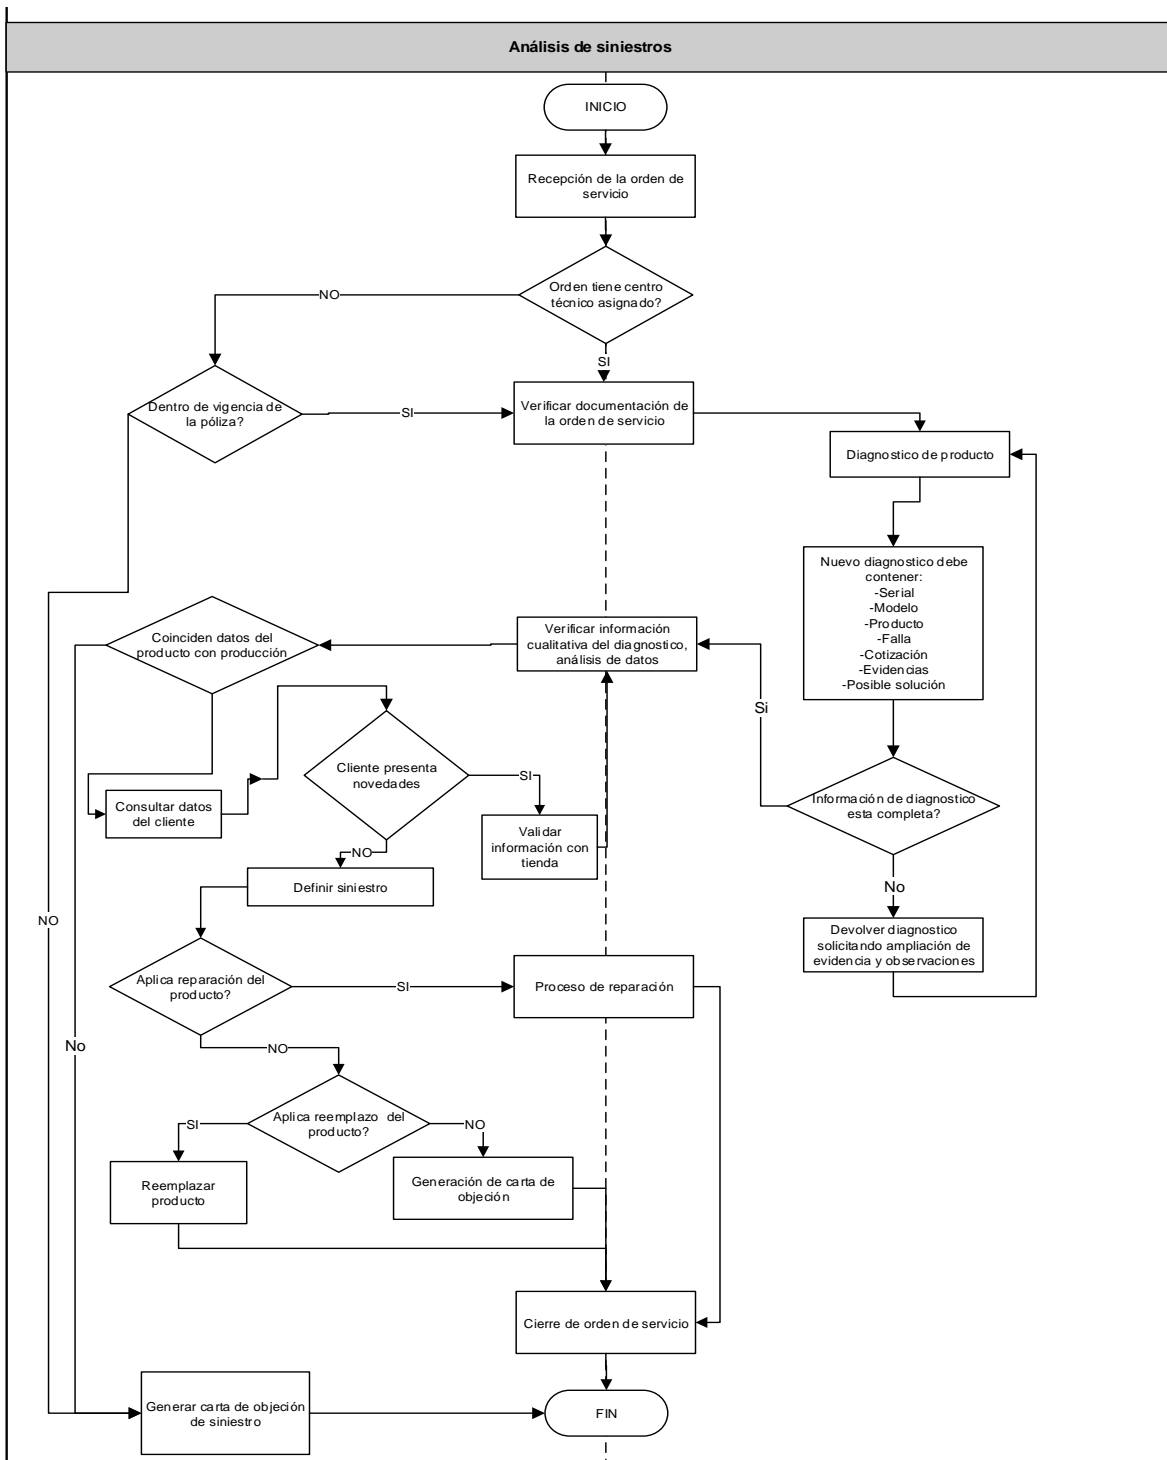 Análisis de siniestros
INICIO
Recepción de la orden de
servicio
Orden tiene centro
técnico asignado?
NO
SI
Dentro de vigencia de
la póliza?
SI
Verificar documentación de
la orden de servicio
Diagnostico de producto
Nuevo diagnostico debe
contener:
-Serial
-Modelo
-Producto
-Falla
-Cotización
-Evidencias
-Posible solución
Coinciden datos del
producto con producción
Verificar información
cualitativa del diagnostico,
análisis de datos
Si
Cliente presenta
novedades
SI
Consultar datos
del cliente
Información de diagnostico
esta completa?
Validar
información con
tienda
NO
Definir siniestro
No
NO
Devolver diagnostico
solicitando ampliación de
evidencia y observaciones
Aplica reparación del
producto?
SI
Proceso de reparación
No
NO
Aplica reemplazo del
producto?
SI
NO
Reemplazar
producto
Generación de carta de
objeción
Cierre de orden de servicio
Generar carta de objeción
de siniestro
FIN